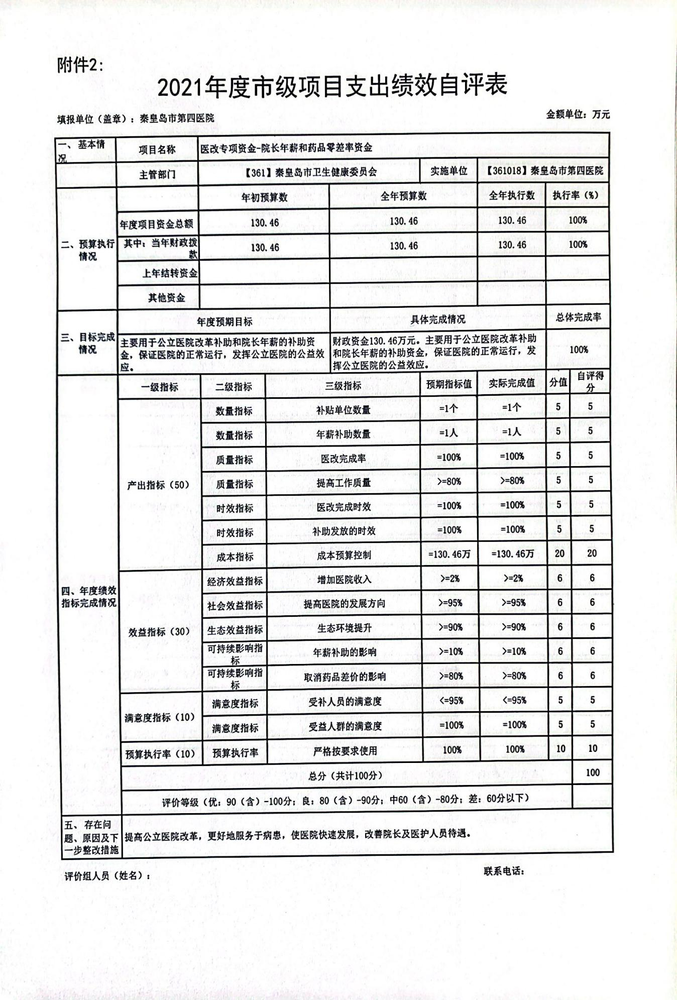 附件2：
2021年度市级项目支出绩效自评表
填报单位（盖章）：秦皇岛市第四医院 金额单位：万元
一、基本情况 项目名称 医改专项资金-院长年薪和药品零差率资金
主管部门 【361】秦皇岛市卫生健康委员会 实施单位 【361018】秦皇岛市第四医院
二、预算执行情况 年初预算数 全年预算数 全年执行数 执行率（%）
年度项目资金总额 130.46 130.46 130.46 100%
其中：当年财政拨款 130.46 130.46 130.46 100%
上年结转资金
其他资金
三、目标完成情况 年度预期目标 具体完成情况 总体完成率
主要用于公立医院改革补助和院长年薪的补助资
金，保证医院的正常运行，发挥公立医院的公益效
应。
财政资金130.46万元。主要用于公立医院改革补助
和院长年薪的补助资金，保证医院的正常运行，发
挥公立医院的公益效应。
100%
四、年度绩效指标完成情况 一级指标 二级指标 三级指标 预期指标值 实际完成值 分值 自评得分
产出指标（50） 数量指标 补贴单位数量 =1个 =1个 5 5
数量指标 年薪补助数量 =1人 =1人 5 5
质量指标 医改完成率 =100% =100% 5 5
质量指标 提高工作质量 >=80% >=80% 5 5
时效指标 医改完成时效 =100% =100% 5 5
时效指标 补助发放的时效 =100% =100% 5 5
成本指标 成本预算控制 =130.46万 =130.46万 20 20
效益指标（30） 经济效益指标 增加医院收入 >=2% >=2% 6 6
社会效益指标 提高医院的发展方向 >=95% >=95% 6 6
生态效益指标 生态环境提升 >=90% >=90% 6 6
可持续影响指标 年薪补助的影响 >=10% >=10% 6 6
可持续影响指标 取消药品差价的影响 >=80% >=80% 6 6
满意度指标（10） 满意度指标 受补人员的满意度 <=95% <=95% 5 5
满意度指标 受益人群的满意度 =100% =100% 5 5
预算执行率（10） 预算执行率 严格按要求使用 100% 100% 10 10
总分（共计100分） 100
评价等级（优：90（含）-100分；良：80（含）-90分；中60（含）-80分；差：60分以下）
五、存在问题、原因及下一步整改措施 提高公立医院改革，更好地服务于病患，使医院快速发展，改善院长及医护人员待遇。
评价组人员（姓名）： 联系电话：